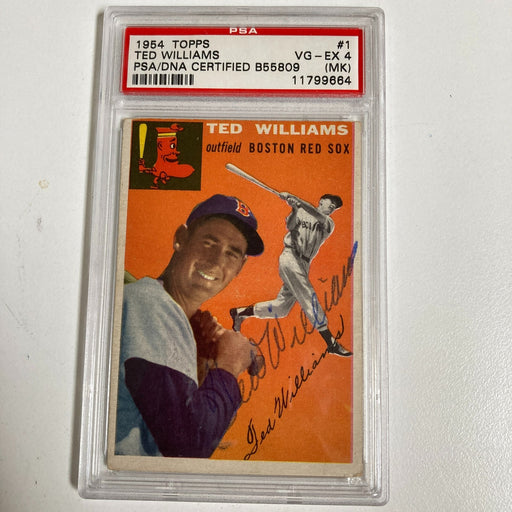 PSA
1954 TOPPS #1
TED WILLIAMS VG-EX 4
PSA/DNA CERTIFIED B55809 (MK)
11799664
TED WILLIAMS
outfield BOSTON RED SOX
B
Ted Williams
Ted Williams